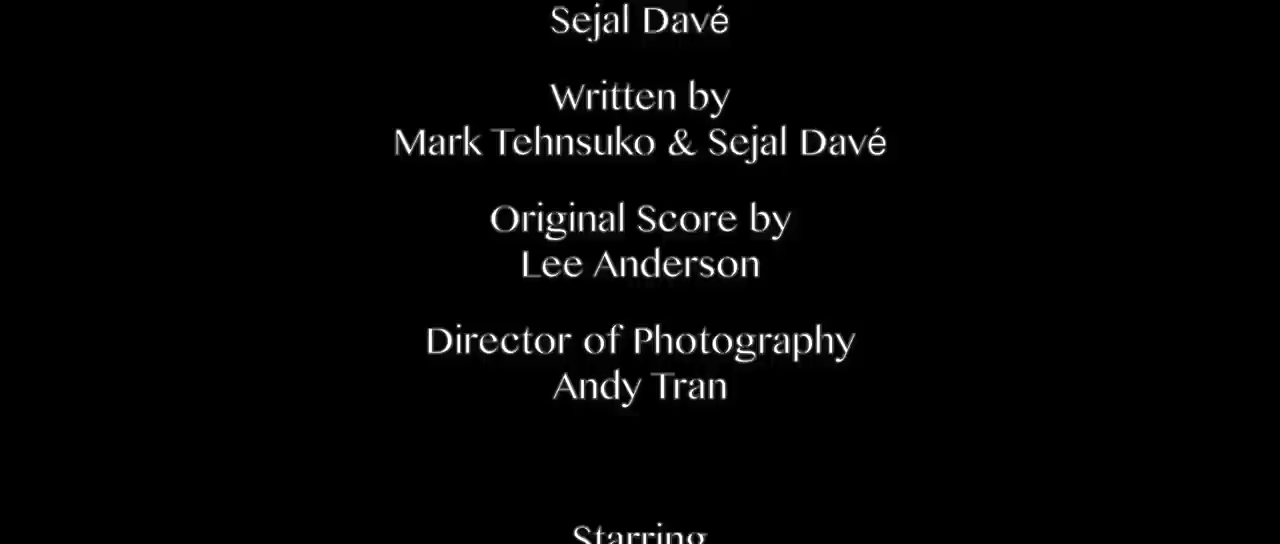 Sejal Davé
Written by
Mark Tehnsuko & Sejal Davé
Original Score by
Lee Anderson
Director of Photography
Andy Tran
Starring